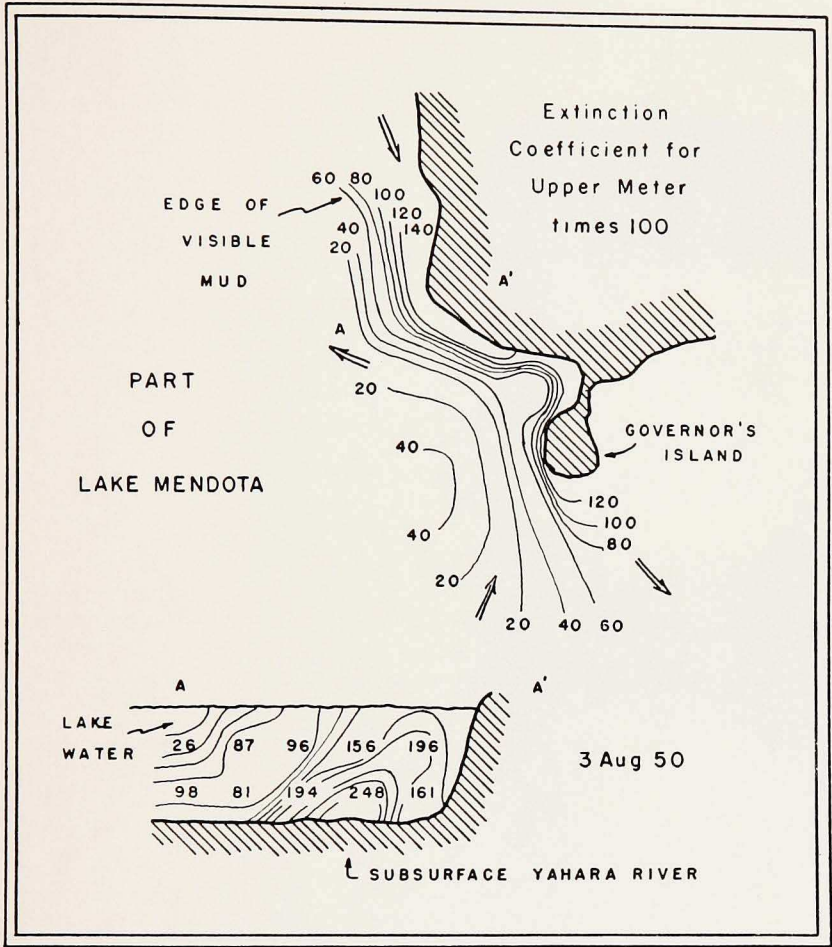 Extinction
Coefficient for
Upper Meter
times 100
60 80
100
120
140
40
20
EDGE OF
VISIBLE
MUD
A'
A
20
PART
OF
LAKE MENDOTA
40
40
20
GOVERNOR'S
ISLAND
120
100
80
20 40 60
A
A'
LAKE
WATER
26 87 96 156 196
98 81 194 248 161
3 Aug 50
SUBSURFACE YAHARA RIVER